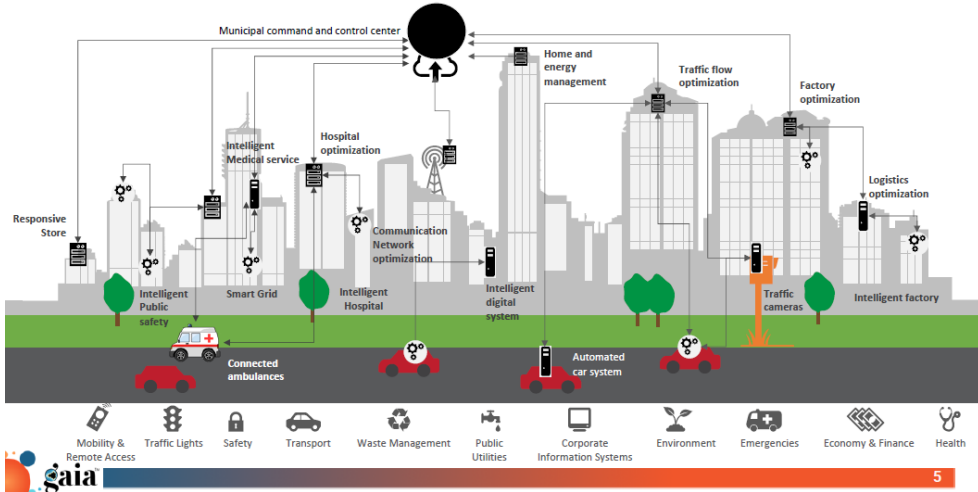 Municipal command and control center
Home and
energy management
Traffic flow
optimization
Factory
optimization
Intelligent
Medical service
Hospital
optimization
Logistics
optimization
Responsive
Store
Communication
Network
optimization
Intelligent
Public
safety
Smart Grid
Intelligent
Hospital
Intelligent
digital
system
Traffic
cameras
Intelligent factory
Connected
ambulances
Automated
car system
Mobility &
Remote Access
Traffic Lights
Safety
Transport
Waste Management
Public
Utilities
Corporate
Information Systems
Environment
Emergencies
Economy & Finance
Health
gaia
5